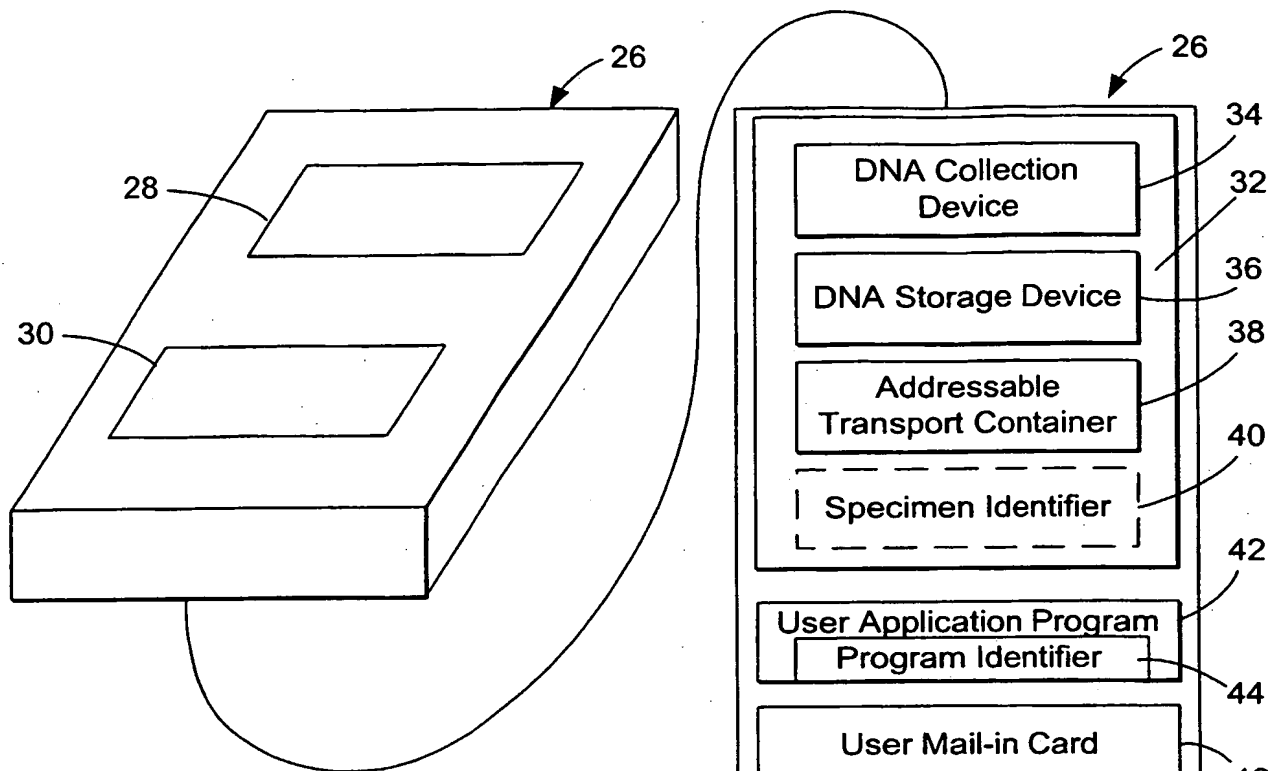 26
28
30
26
34
DNA Collection
Device
32
DNA Storage Device
36
38
Addressable
Transport Container
40
Specimen Identifier
42
User Application Program
Program Identifier
44
User Mail-in Card